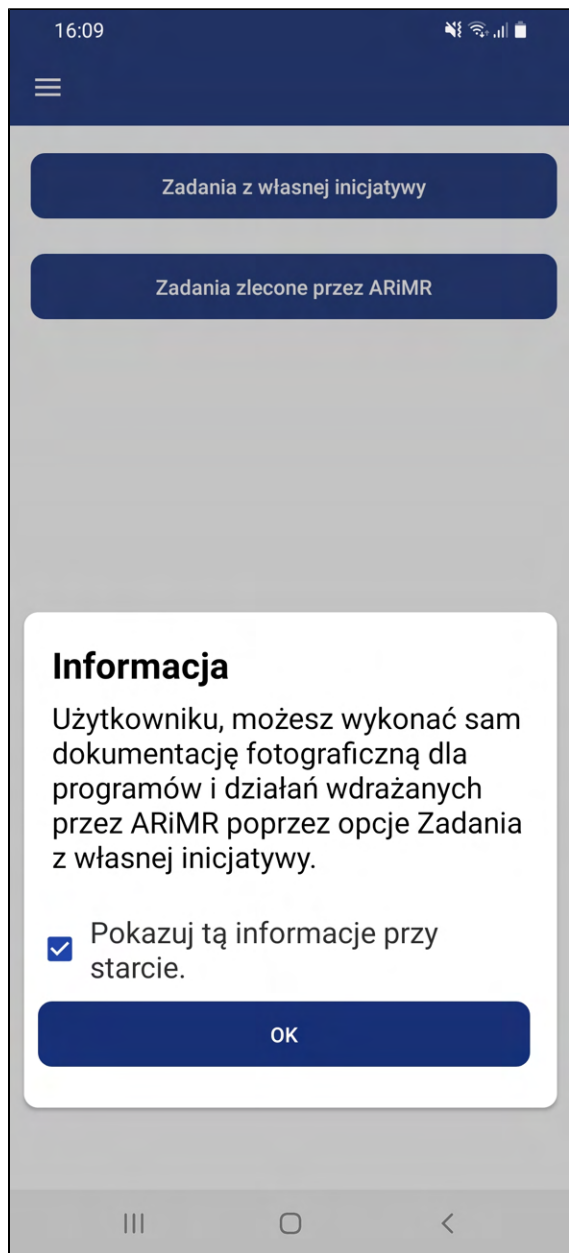 16:09
Zadania z własnej inicjatywy
Zadania zlecone przez ARiMR
Informacja
Użytkowniku, możesz wykonać sam
dokumentację fotograficzną dla
programów i działań wdrażanych
przez ARiMR poprzez opcje Zadania
z własnej inicjatywy.
Pokazuj tą informacje przy
starcie.
OK